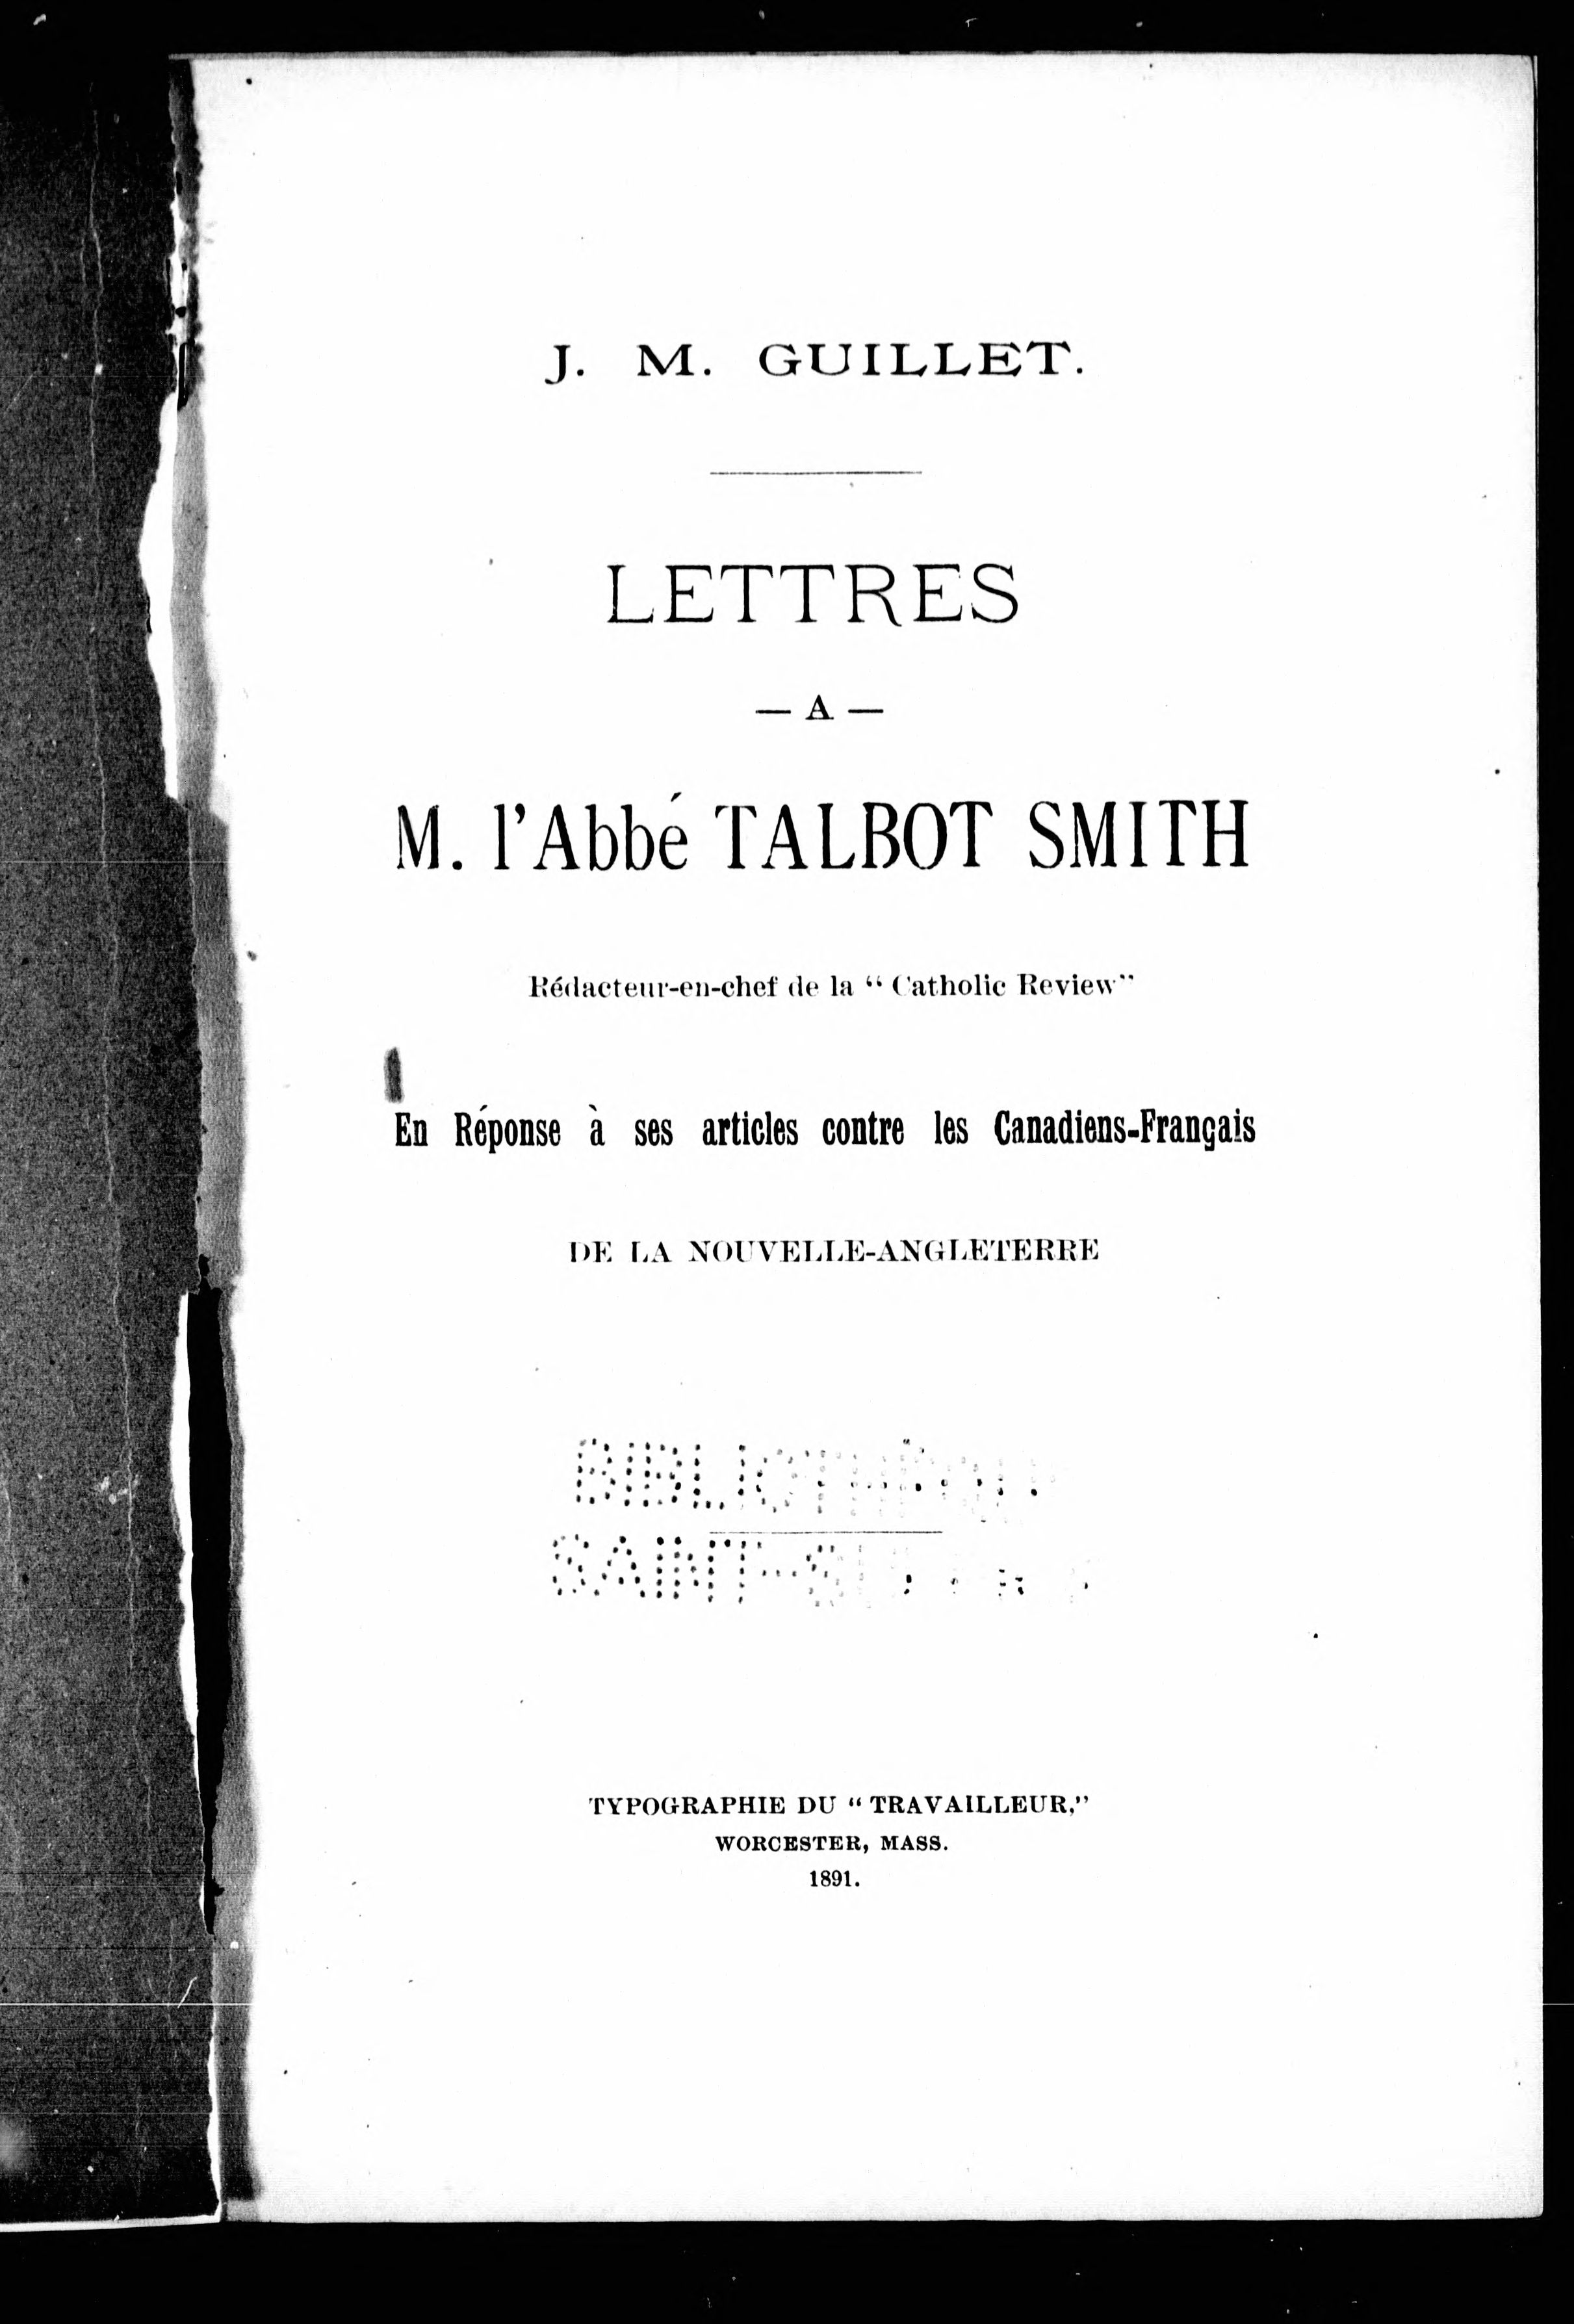 J. M. GUILLET.
LETTRES
— A —
M. l'Abbé TALBOT SMITH
Rédacteur-en-chef de la “ Catholic Review”
En Réponse à ses articles contre les Canadiens-Français
DE LA NOUVELLE-ANGLETERRE
TYPOGRAPHIE DU “ TRAVAILLEUR,”
WORCESTER, MASS.
1891.